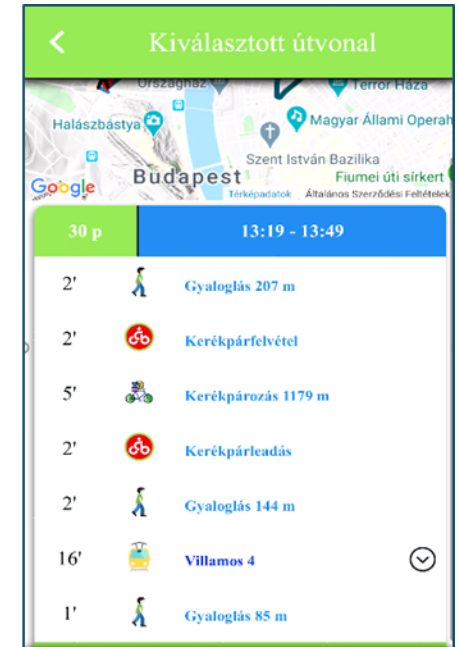 Kiválasztott útvonal
Országház
Terror Háza
Halászbástya
Magyar Állami Operah
Szent István Bazilika
Budapest
Fiumei úti sírkert
Google
Térképadatok
Általános Szerződési Feltételek
30 p
13:19 - 13:49
2'
Gyaloglás 207 m
2'
Kerékpárfelvétel
5'
Kerékpározás 1179 m
2'
Kerékpárleadás
2'
Gyaloglás 144 m
16'
Villamos 4
1'
Gyaloglás 85 m